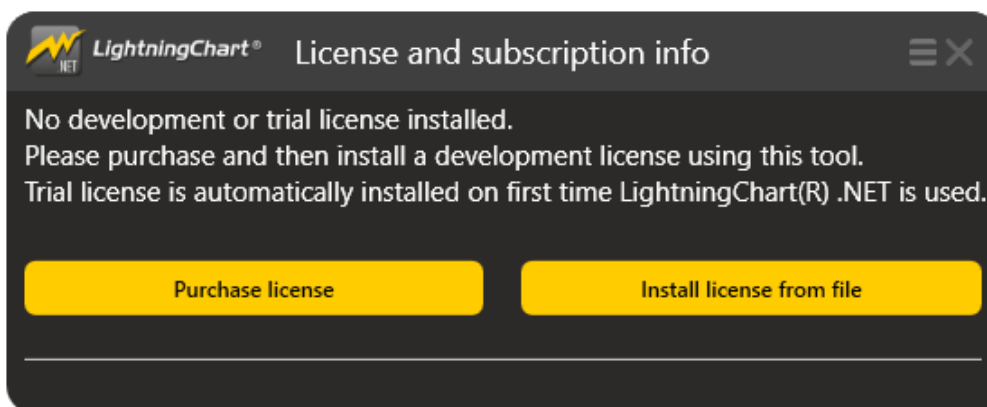 LightningChart® License and subscription info
NET
No development or trial license installed.
Please purchase and then install a development license using this tool.
Trial license is automatically installed on first time LightningChart(R) .NET is used.
Purchase license
Install license from file